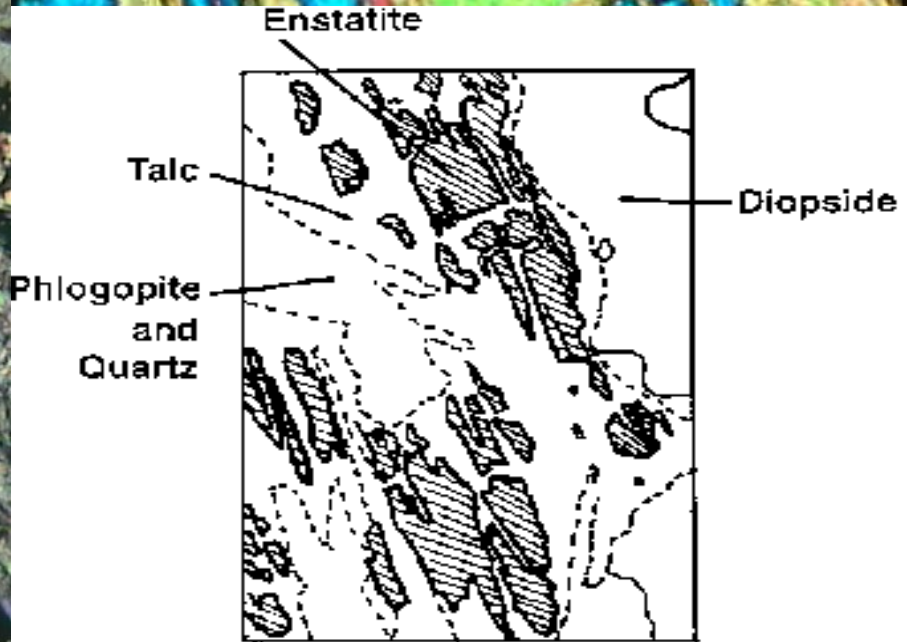 Enstatite
Talc
Diopside
Phlogopite
and
Quartz